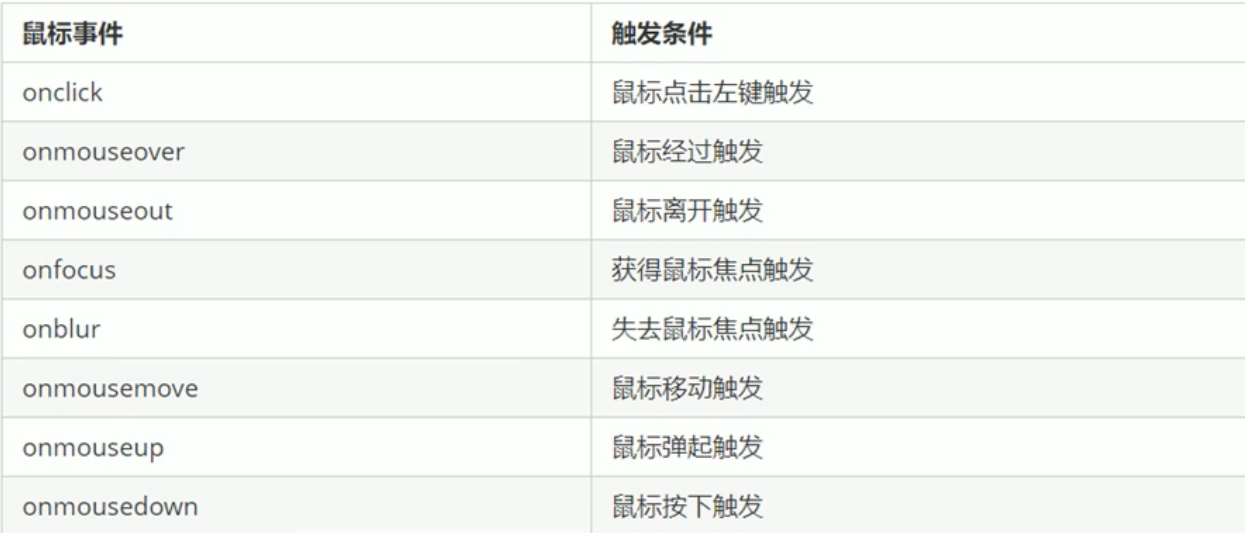 鼠标事件 触发条件
onclick 鼠标点击左键触发
onmouseover 鼠标经过触发
onmouseout 鼠标离开触发
onfocus 获得鼠标焦点触发
onblur 失去鼠标焦点触发
onmousemove 鼠标移动触发
onmouseup 鼠标弹起触发
onmousedown 鼠标按下触发